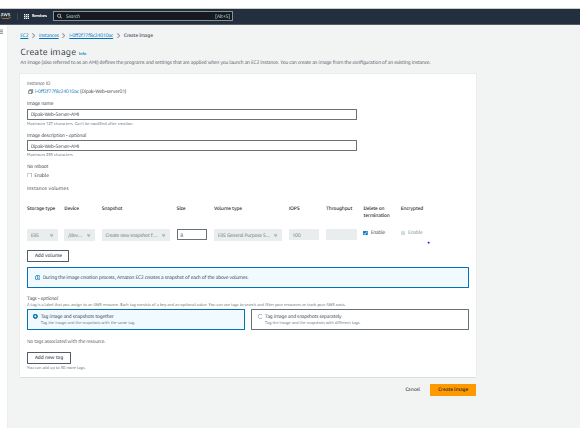 aws
Services
Search
[Alt+S]
EC2 > Instances > > Create image
Create image Info
An image (also referred to as an AMI) defines the programs and settings that are applied when you launch an EC2 instance. You can create an image from the configuration of an existing instance.
Instance ID
(Dipak-Web-server01)
Image name
Dipak-Web-Server-AMI
Maximum 127 characters. Can't be modified after creation.
Image description - optional
Dipak-Web-Server-AMI
Maximum 255 characters
No reboot
Enable
Instance volumes
Storage type Device Snapshot Size Volume type IOPS Throughput Delete on termination Encrypted
EBS /dev... Create new snapshot f... 8 EBS General Purpose S... 100 Enable Enable
Add volume
During the image creation process, Amazon EC2 creates a snapshot of each of the above volumes.
Tags - optional
A tag is a label that you assign to an AWS resource. Each tag consists of a key and an optional value. You can use tags to search and filter your resources or track your AWS costs.
Tag image and snapshots together
Tag the image and the snapshots with the same tag.
Tag image and snapshots separately
Tag the image and the snapshots with different tags.
No tags associated with the resource.
Add new tag
You can add up to 50 more tags.
Cancel
Create image